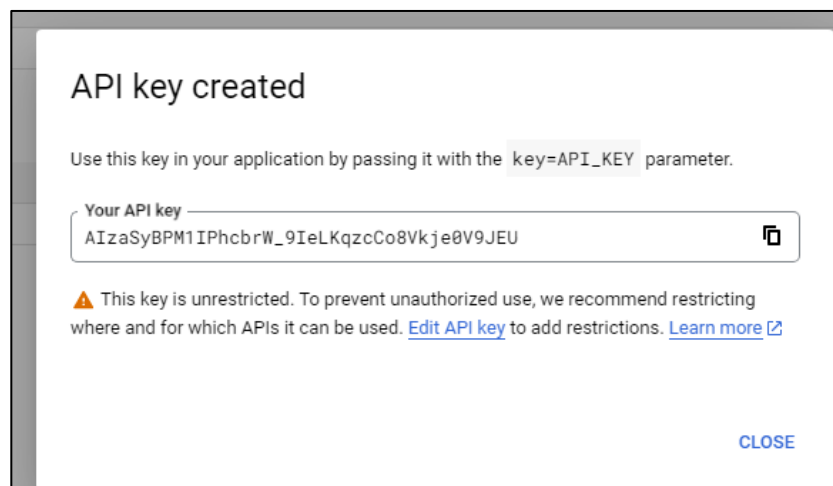 API key created
Use this key in your application by passing it with the key=API_KEY parameter.
Your API key
AIzaSyBPM1IPhcbrW_9IeLKqzcCo8Vkje0V9JEU
This key is unrestricted. To prevent unauthorized use, we recommend restricting
where and for which APIs it can be used. Edit API key to add restrictions. Learn more
CLOSE